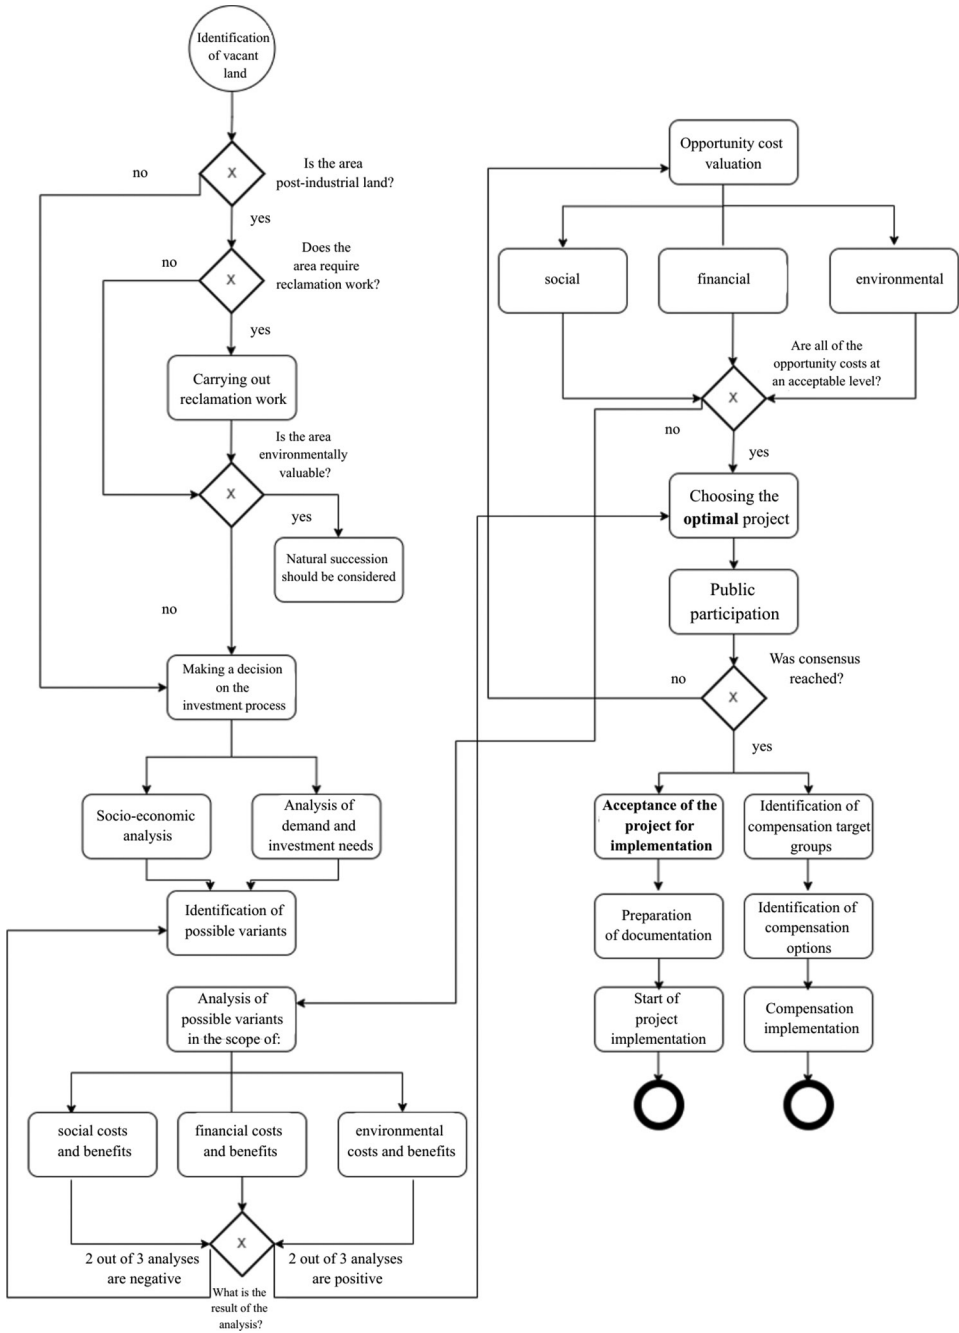 Identification
of vacant
land
X
Is the area
post-industrial land?
no
yes
X
Does the
area require
reclamation work?
no
yes
Carrying out
reclamation work
Is the area
environmentally
valuable?
X
yes
Natural succession
should be considered
no
Making a decision
on the
investment process
Socio-economic
analysis
Analysis of
demand and
investment needs
Identification of
possible variants
Analysis of
possible variants
in the scope of:
social costs
and benefits
financial costs
and benefits
environmental
costs and benefits
X
2 out of 3 analyses
are negative
2 out of 3 analyses
are positive
What is the
result of the
analysis?
Opportunity cost
valuation
social
financial
environmental
Are all of the
opportunity costs at
an acceptable level?
X
no
yes
Choosing the
optimal project
Public
participation
Was consensus
reached?
no
X
yes
Acceptance of the
project for
implementation
Identification of
compensation target
groups
Preparation
of documentation
Identification of
compensation
options
Start of
project
implementation
Compensation
implementation